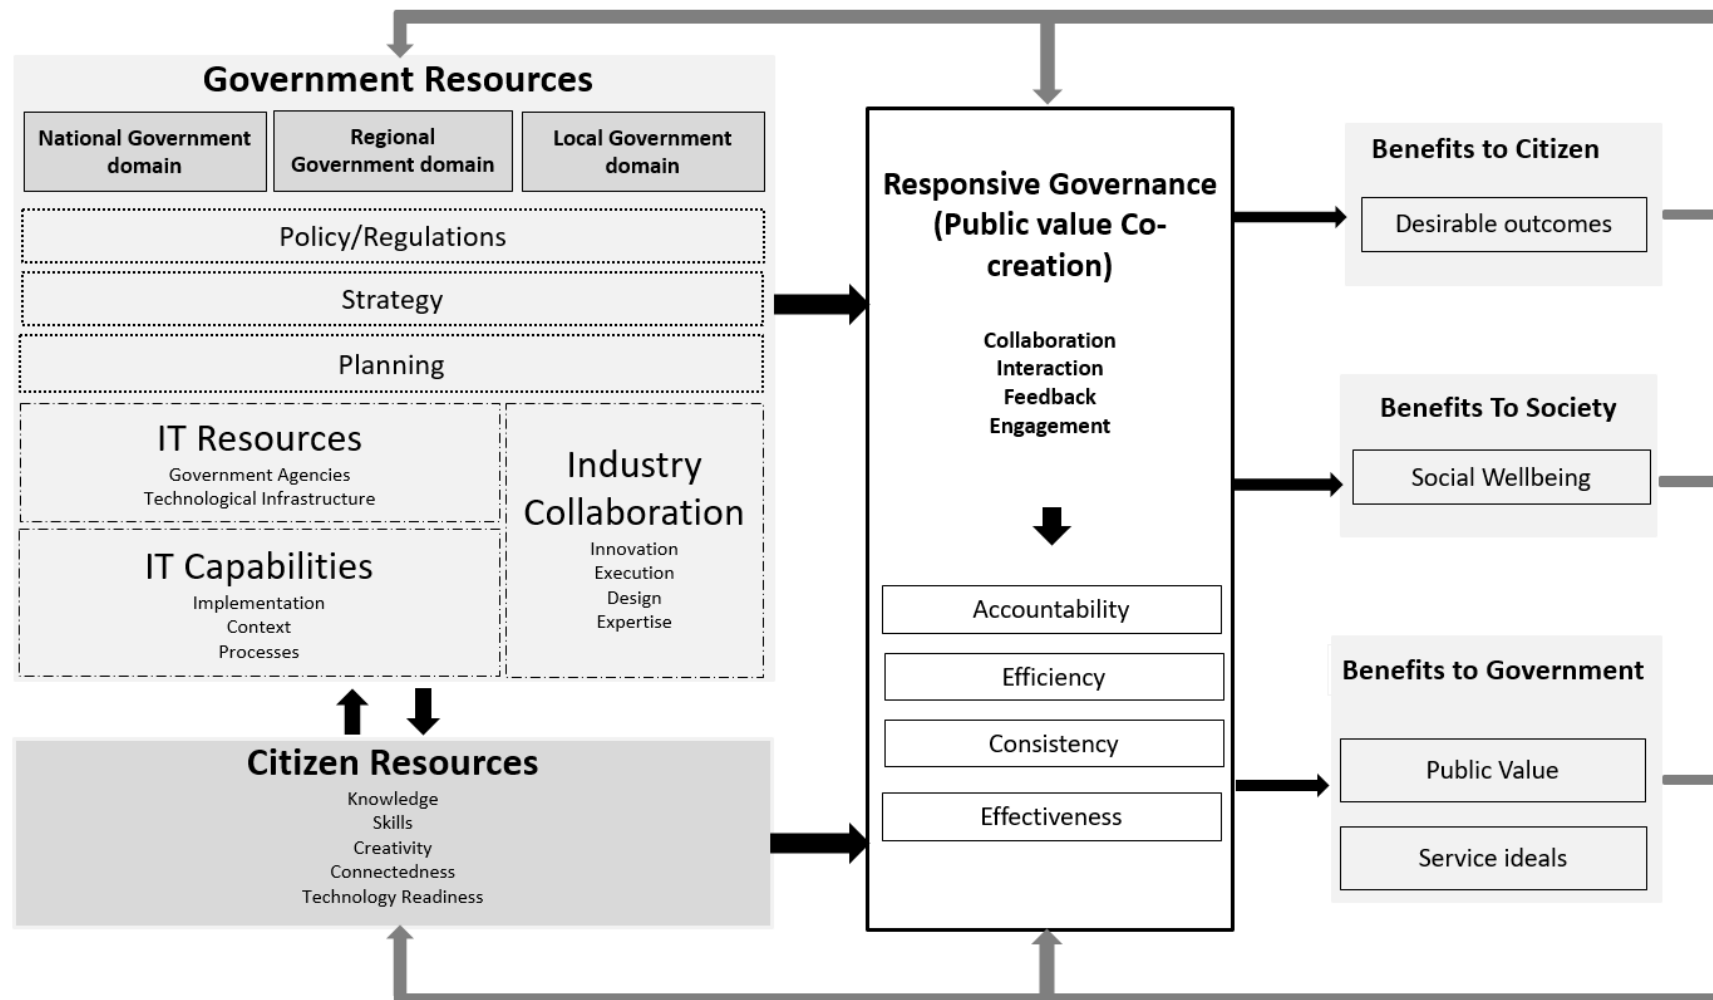 Government Resources
National Government
domain
Regional
Government domain
Local Government
domain
Policy/Regulations
Strategy
Planning
IT Resources
Government Agencies
Technological Infrastructure
IT Capabilities
Implementation
Context
Processes
Industry
Collaboration
Innovation
Execution
Design
Expertise
Citizen Resources
Knowledge
Skills
Creativity
Connectedness
Technology Readiness
Responsive Governance
(Public value Co-
creation)
Collaboration
Interaction
Feedback
Engagement
Accountability
Efficiency
Consistency
Effectiveness
Benefits to Citizen
Desirable outcomes
Benefits To Society
Social Wellbeing
Benefits to Government
Public Value
Service ideals